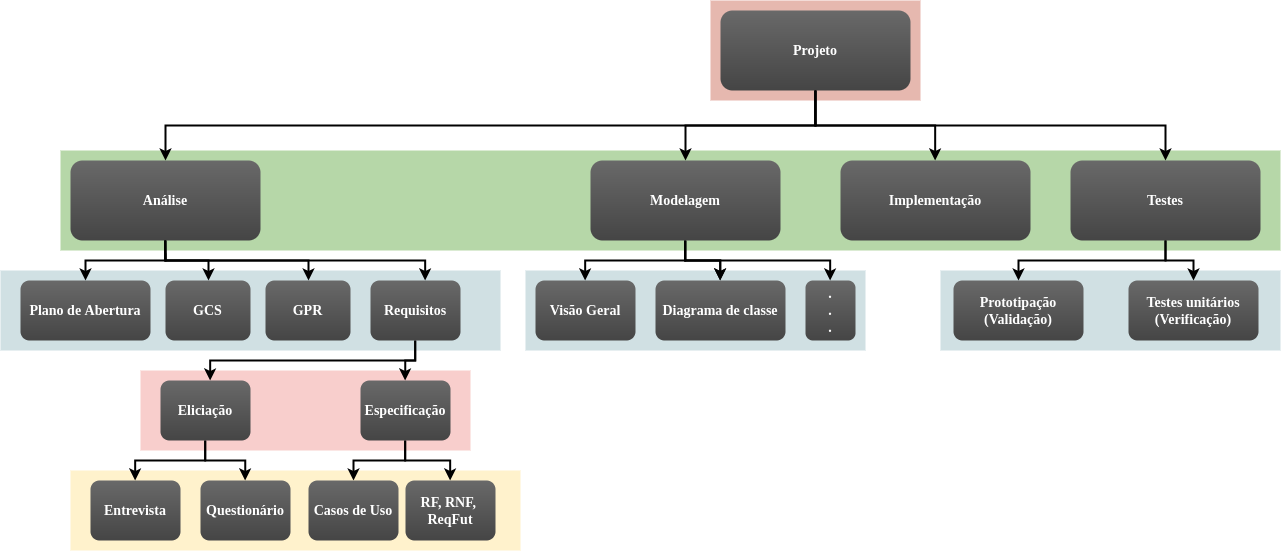 Projeto
Análise
Modelagem
Implementação
Testes
Plano de Abertura
GCS
GPR
Requisitos
Visão Geral
Diagrama de classe
.
.
.
Prototipação
(Validação)
Testes unitários
(Verificação)
Eliciação
Especificação
Entrevista
Questionário
Casos de Uso
RF, RNF,
ReqFut